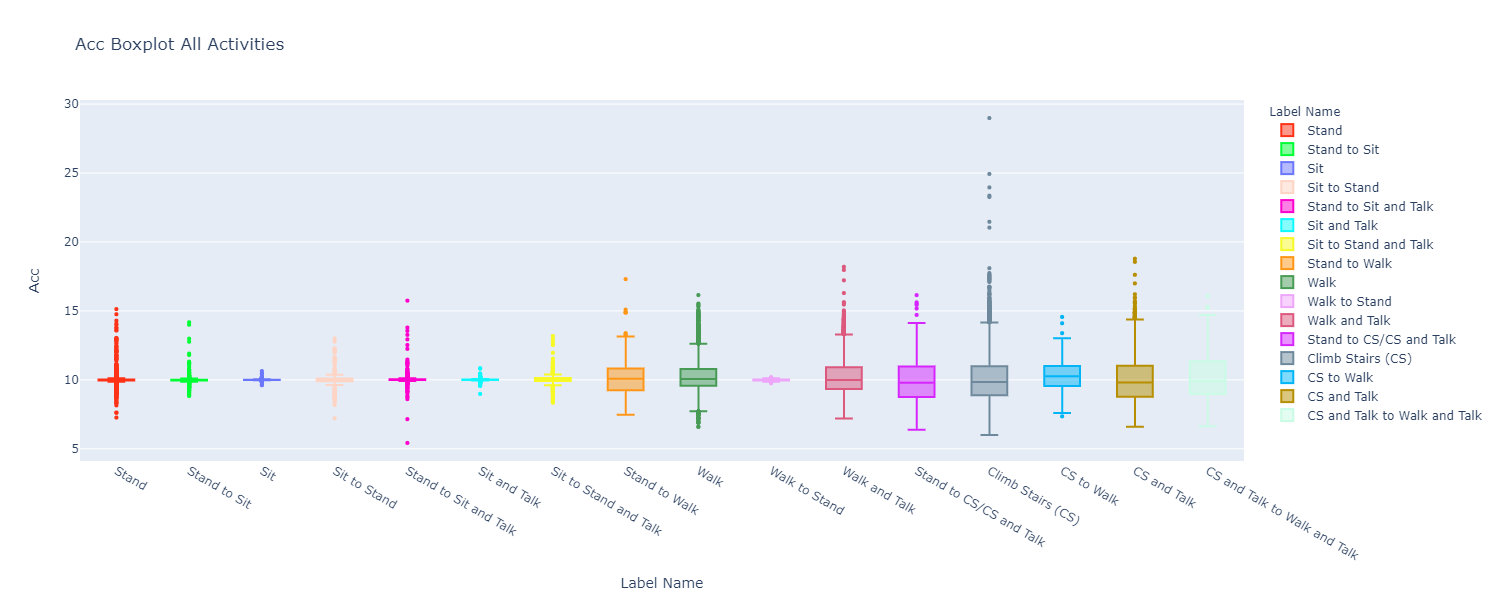 Acc Boxplot All Activities
30
25
20
15
10
5
Acc
Stand
Stand to Sit
Sit
Sit to Stand
Stand to Sit and Talk
Sit and Talk
Sit to Stand and Talk
Stand to Walk
Walk
Walk to Stand
Walk and Talk
Stand to CS/CS and Talk
Climb Stairs (CS)
CS to Walk
CS and Talk
CS and Talk to Walk and Talk
Label Name
Label Name
Stand
Stand to Sit
Sit
Sit to Stand
Stand to Sit and Talk
Sit and Talk
Sit to Stand and Talk
Stand to Walk
Walk
Walk to Stand
Walk and Talk
Stand to CS/CS and Talk
Climb Stairs (CS)
CS to Walk
CS and Talk
CS and Talk to Walk and Talk